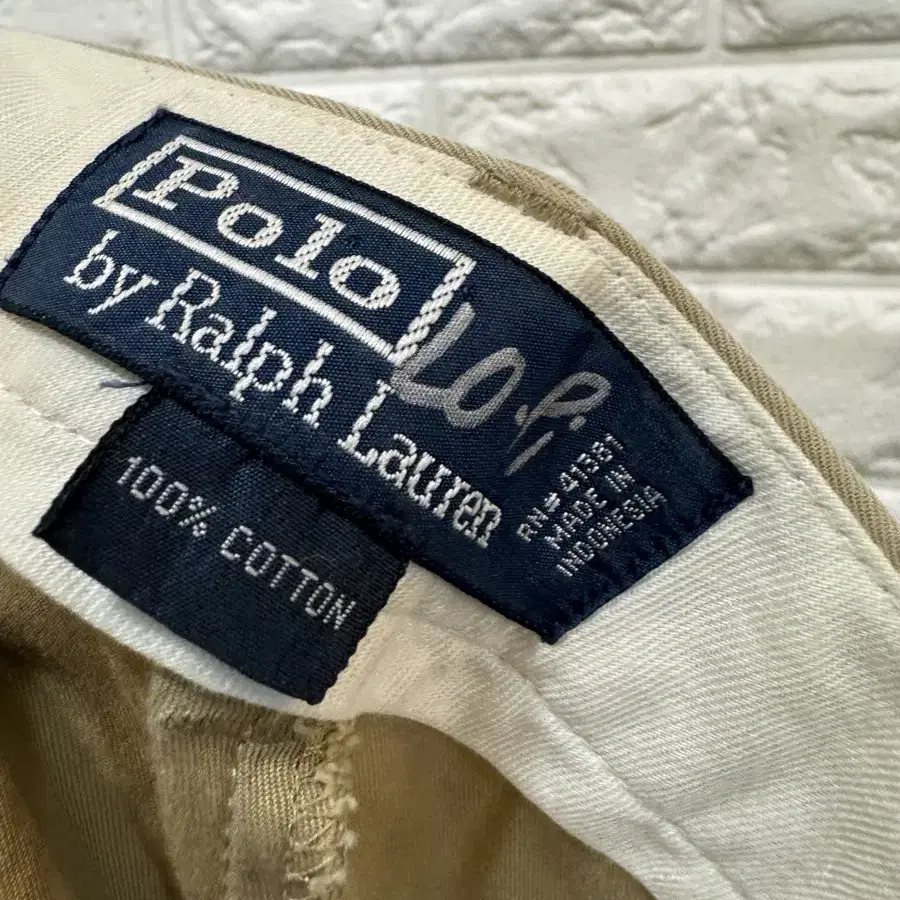 Polo
by Ralph Lauren
RN# 41381
MADE IN
INDONESIA
100% COTTON